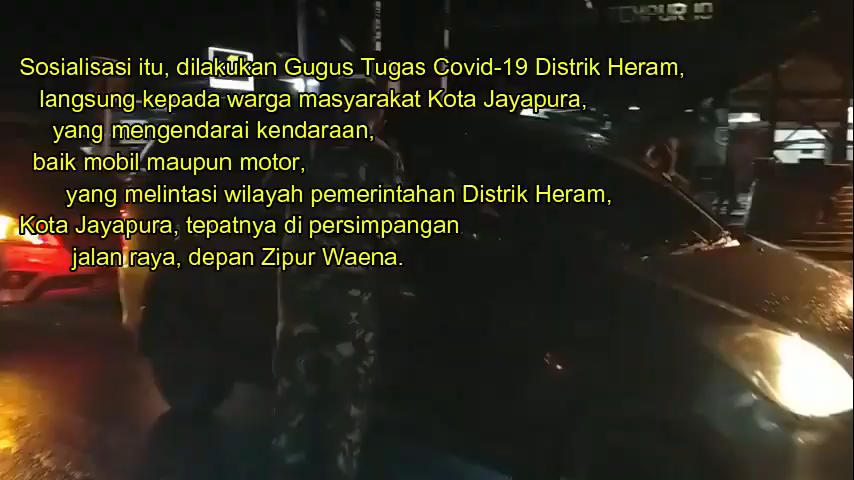 TEMPUR 10
Sosialisasi itu, dilakukan Gugus Tugas Covid-19 Distrik Heram,
langsung kepada warga masyarakat Kota Jayapura,
yang mengendarai kendaraan,
baik mobil maupun motor,
yang melintasi wilayah pemerintahan Distrik Heram,
Kota Jayapura, tepatnya di persimpangan
jalan raya, depan Zipur Waena.